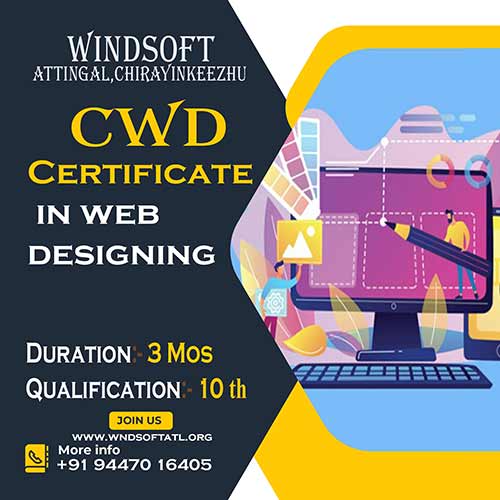 WINDSOFT
ATTINGAL,CHIRAYINKEEZHU
CWD
CERTIFICATE
IN WEB
DESIGNING
DURATION:- 3 MOS
QUALIFICATION:- 10 th
JOIN US
WWW.WNDSOFTATL.ORG
More info
+91 94470 16405